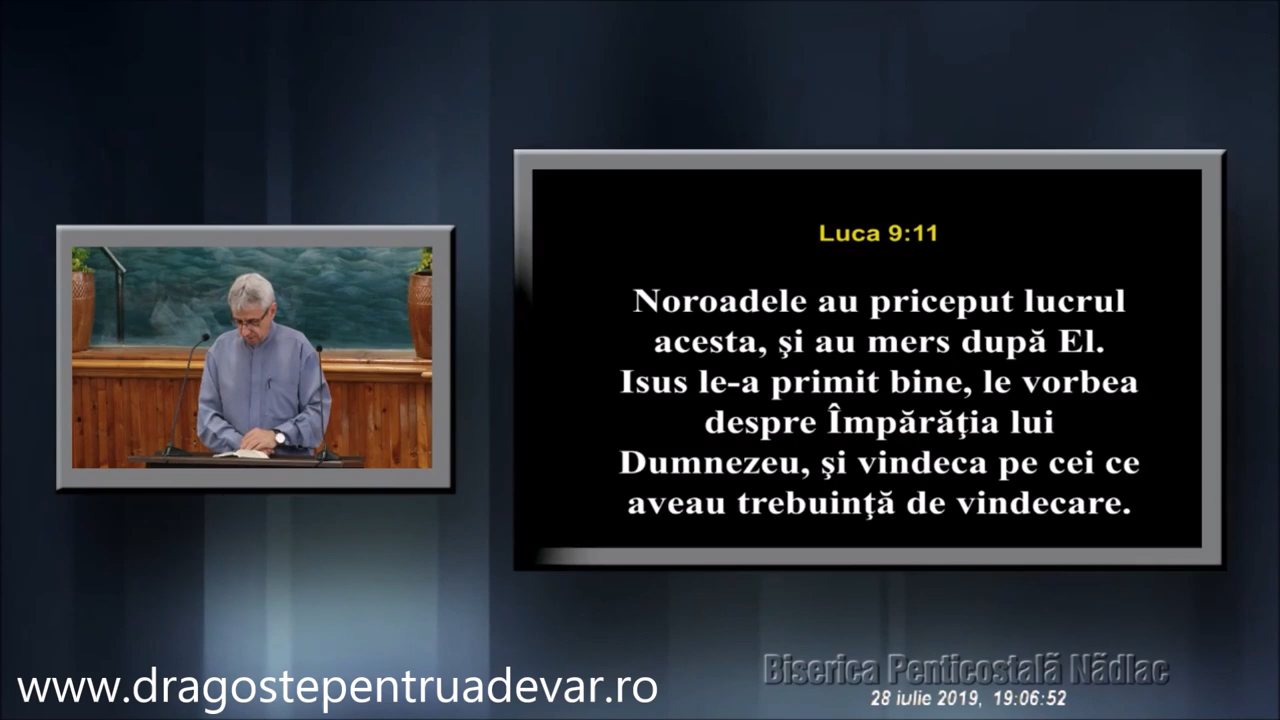 Luca 9:11
Noroadele au priceput lucrul
acesta, şi au mers după El.
Isus le-a primit bine, le vorbea
despre Împărăţia lui
Dumnezeu, şi vindeca pe cei ce
aveau trebuinţă de vindecare.
Biserica Penticostală Nădlac
28 iulie 2019, 19:06:52
www.dragostepentruadevar.ro